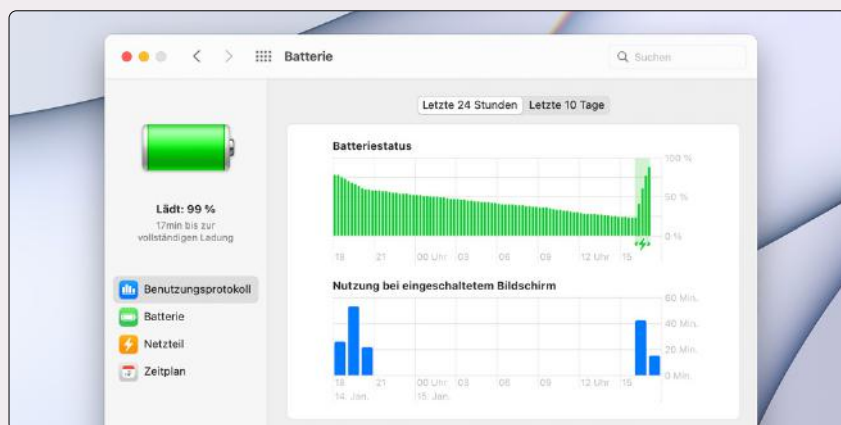 Batterie
Suchen
Letzte 24 Stunden Letzte 10 Tage
Lädt: 99 %
17min bis zur
vollständigen Ladung
Benutzungsprotokoll
Batterie
Netzteil
Zeitplan
Batteriestatus
100 %
50 %
0 %
18 21 00 Uhr 03 06 09 12 Uhr 15
Nutzung bei eingeschaltetem Bildschirm
60 Min.
40 Min.
20 Min.
0 Min.
18 21 00 Uhr 03 06 09 12 Uhr 15
14. Jan. 15. Jan.